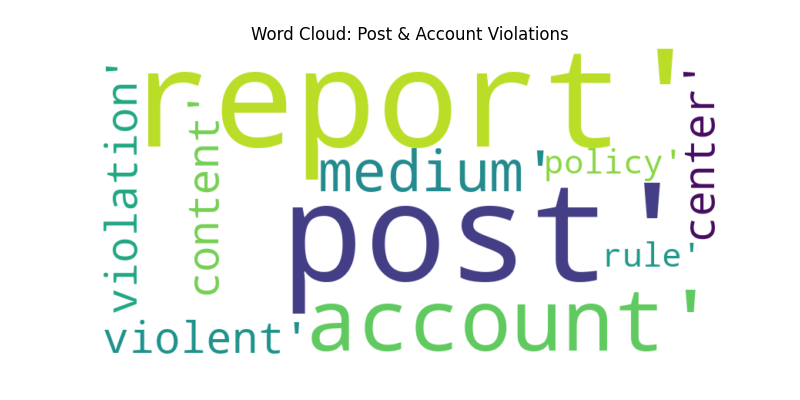 Word Cloud: Post & Account Violations
report'
violation'
content'
center'
medium'
policy'
post'
rule'
account'
violent'